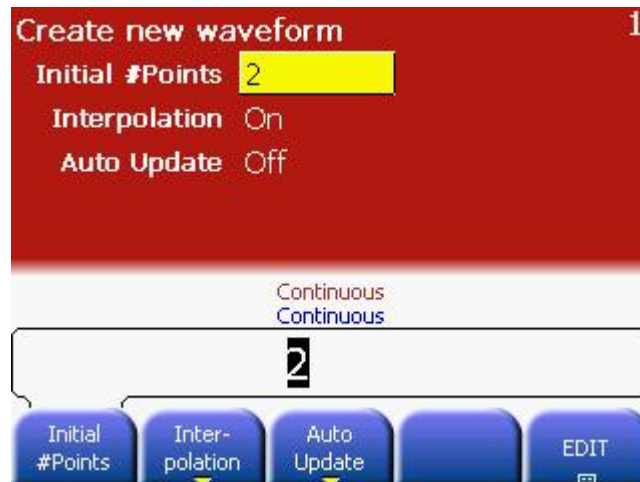 Create new waveform
1
Initial #Points 2
Interpolation On
Auto Update Off
Continuous
Continuous
2
Initial #Points
Inter-polation
Auto Update
EDIT